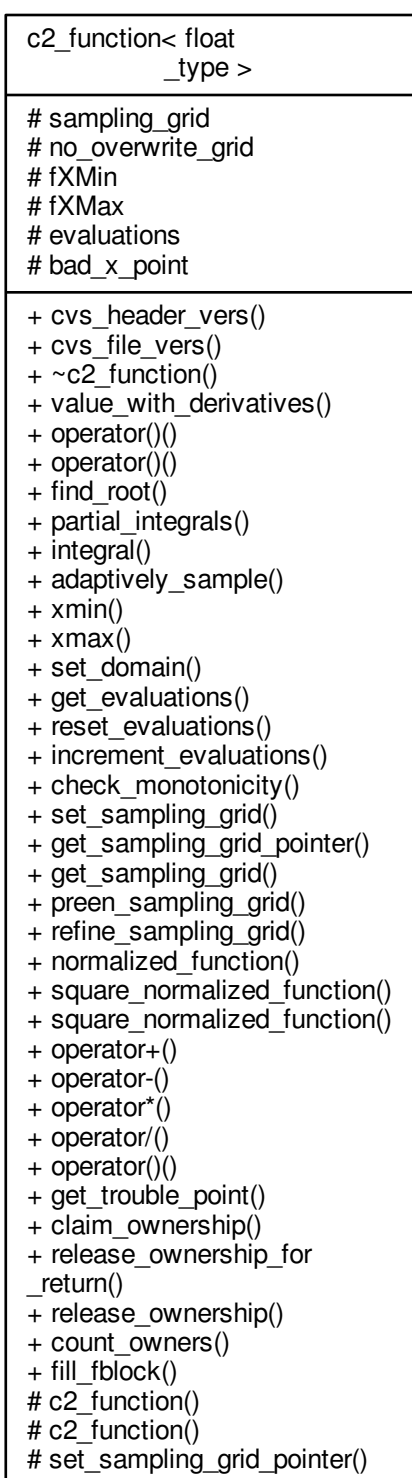 c2_function< float
_type >
# sampling_grid
# no_overwrite_grid
# fXMin
# fXMax
# evaluations
# bad_x_point
+ cvs_header_vers()
+ cvs_file_vers()
+ ~c2_function()
+ value_with_derivatives()
+ operator()()
+ operator()()
+ find_root()
+ partial_integrals()
+ integral()
+ adaptively_sample()
+ xmin()
+ xmax()
+ set_domain()
+ get_evaluations()
+ reset_evaluations()
+ increment_evaluations()
+ check_monotonicity()
+ set_sampling_grid()
+ get_sampling_grid_pointer()
+ get_sampling_grid()
+ preen_sampling_grid()
+ refine_sampling_grid()
+ normalized_function()
+ square_normalized_function()
+ square_normalized_function()
+ operator+()
+ operator-()
+ operator*()
+ operator/()
+ operator()()
+ get_trouble_point()
+ claim_ownership()
+ release_ownership_for
_return()
+ release_ownership()
+ count_owners()
+ fill_fblock()
# c2_function()
# c2_function()
# set_sampling_grid_pointer()